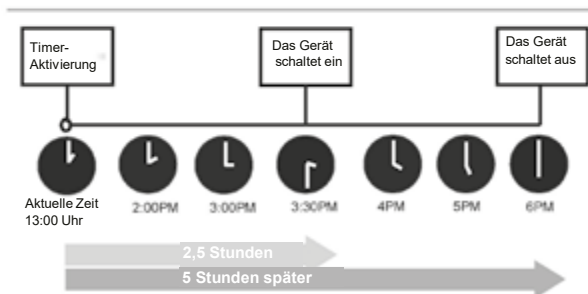 Timer-
Aktivierung
Das Gerät
schaltet ein
Das Gerät
schaltet aus
Aktuelle Zeit
13:00 Uhr
2:00PM
3:00PM
3:30PM
4PM
5PM
6PM
2,5 Stunden
5 Stunden später